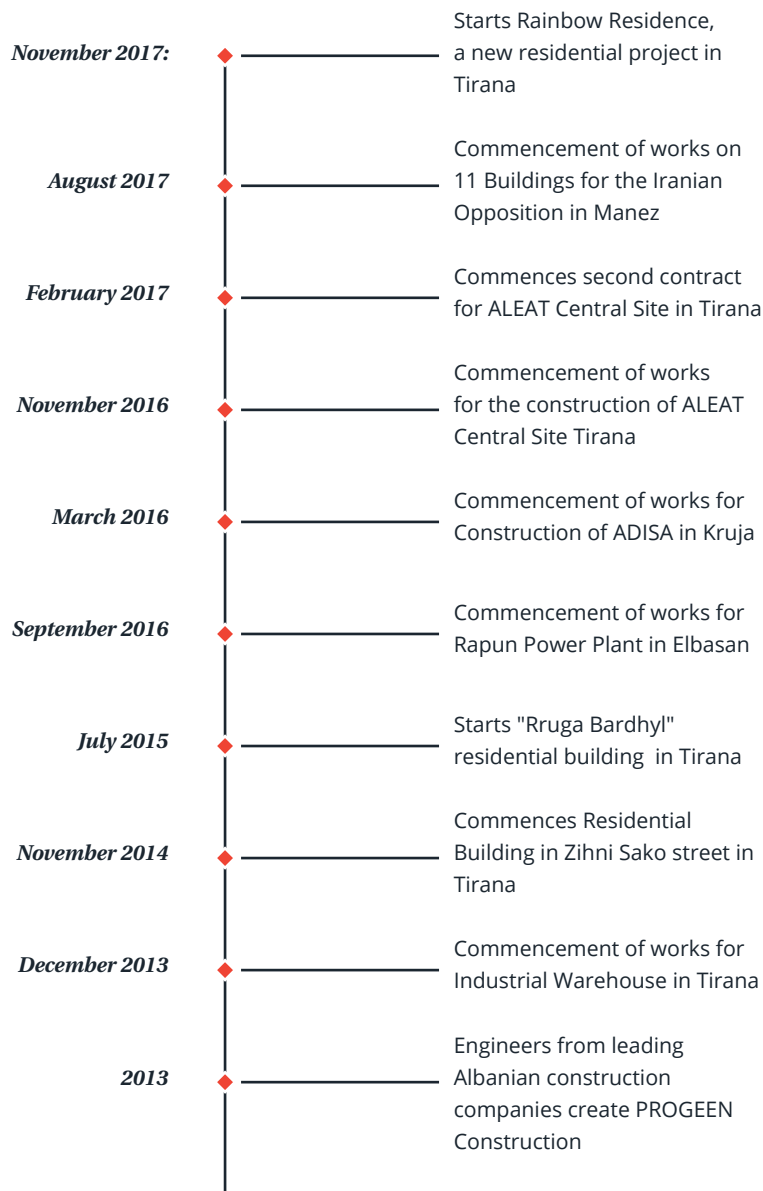 November 2017:
Starts Rainbow Residence,
a new residential project in
Tirana
August 2017
Commencement of works on
11 Buildings for the Iranian
Opposition in Manez
February 2017
Commences second contract
for ALEAT Central Site in Tirana
November 2016
Commencement of works
for the construction of ALEAT
Central Site Tirana
March 2016
Commencement of works for
Construction of ADISA in Kruja
September 2016
Commencement of works for
Rapun Power Plant in Elbasan
July 2015
Starts "Rruga Bardhyl"
residential building  in Tirana
November 2014
Commences Residential
Building in Zihni Sako street in
Tirana
December 2013
Commencement of works for
Industrial Warehouse in Tirana
2013
Engineers from leading
Albanian construction
companies create PROGEEN
Construction